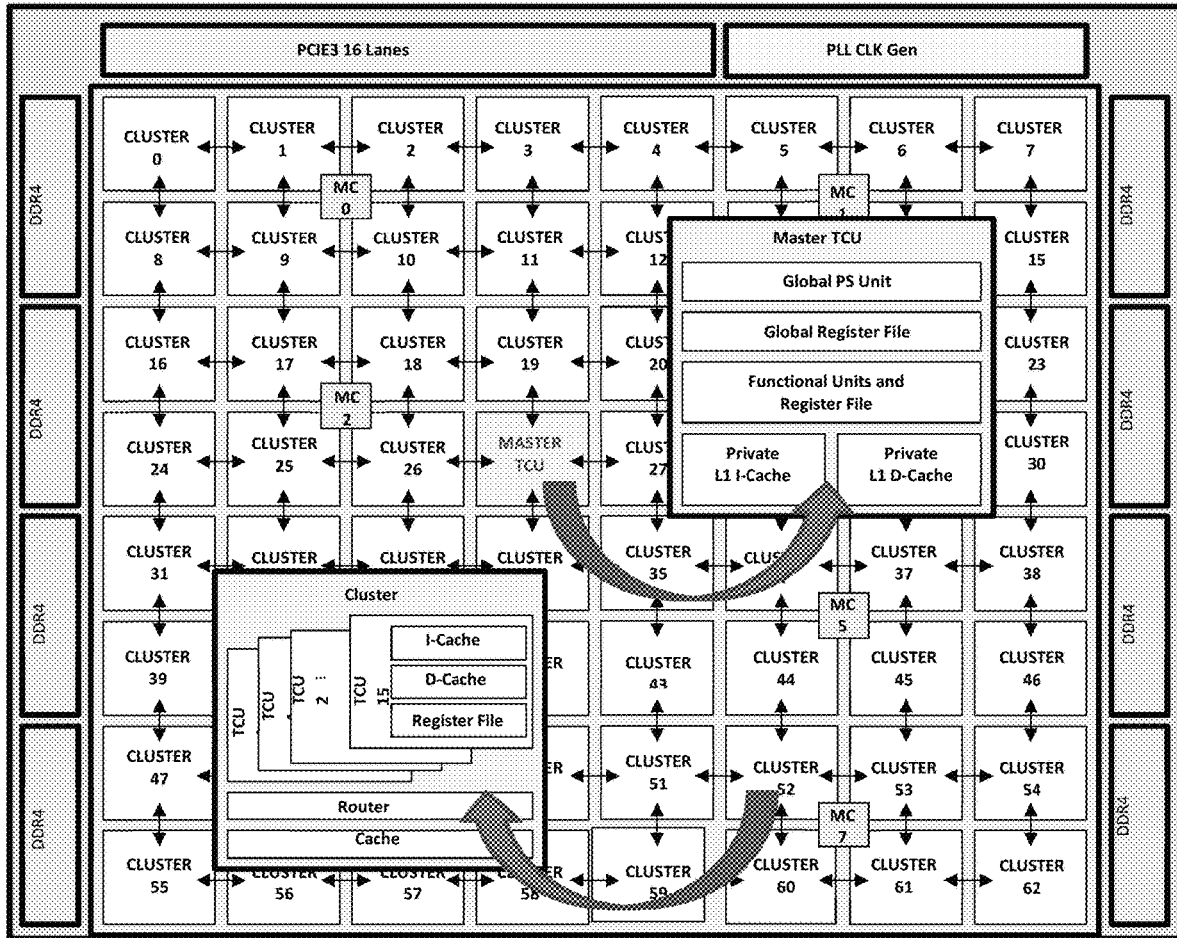 PCIE3 16 Lanes
PLL CLK Gen
DDR4
DDR4
DDR4
DDR4
DDR4
DDR4
DDR4
DDR4
CLUSTER
0
CLUSTER
1
CLUSTER
2
CLUSTER
3
CLUSTER
4
CLUSTER
5
CLUSTER
6
CLUSTER
7
MC
0
MC
CLUSTER
8
CLUSTER
9
CLUSTER
10
CLUSTER
11
12
CLUSTER
15
Master TCU
Global PS Unit
Global Register File
Functional Units and
Register File
Private
L1 I-Cache
Private
L1 D-Cache
CLUSTER
16
CLUSTER
17
CLUSTER
18
CLUSTER
19
20
CLUSTER
23
MC
2
CLUSTER
24
CLUSTER
25
CLUSTER
26
MASTER
TCU
27
CLUSTER
30
CLUSTER
31
CLUSTER
CLUSTER
CLUSTER
35
CLUSTER
37
CLUSTER
38
MC
5
Cluster
TCU
TCU
TCU
2 ...
TCU
15
I-Cache
D-Cache
Register File
Router
Cache
CLUSTER
39
CLUSTER
43
CLUSTER
44
CLUSTER
45
CLUSTER
46
CLUSTER
47
CLUSTER
51
CLUSTER
52
CLUSTER
53
CLUSTER
54
MC
7
CLUSTER
55
CLUSTER
56
CLUSTER
57
CLUSTER
58
CLUSTER
59
CLUSTER
60
CLUSTER
61
CLUSTER
62